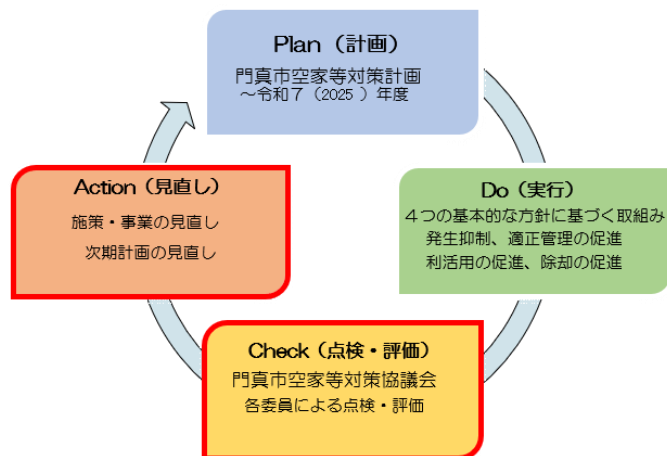 Plan（計画）
門真市空家等対策計画
～令和７（2025 ）年度
Do（実行）
４つの基本的な方針に基づく取組み
発生抑制、適正管理の促進
利活用の促進、除却の促進
Check（点検・評価）
門真市空家等対策協議会
各委員による点検・評価
Action（見直し）
施策・事業の見直し
次期計画の見直し